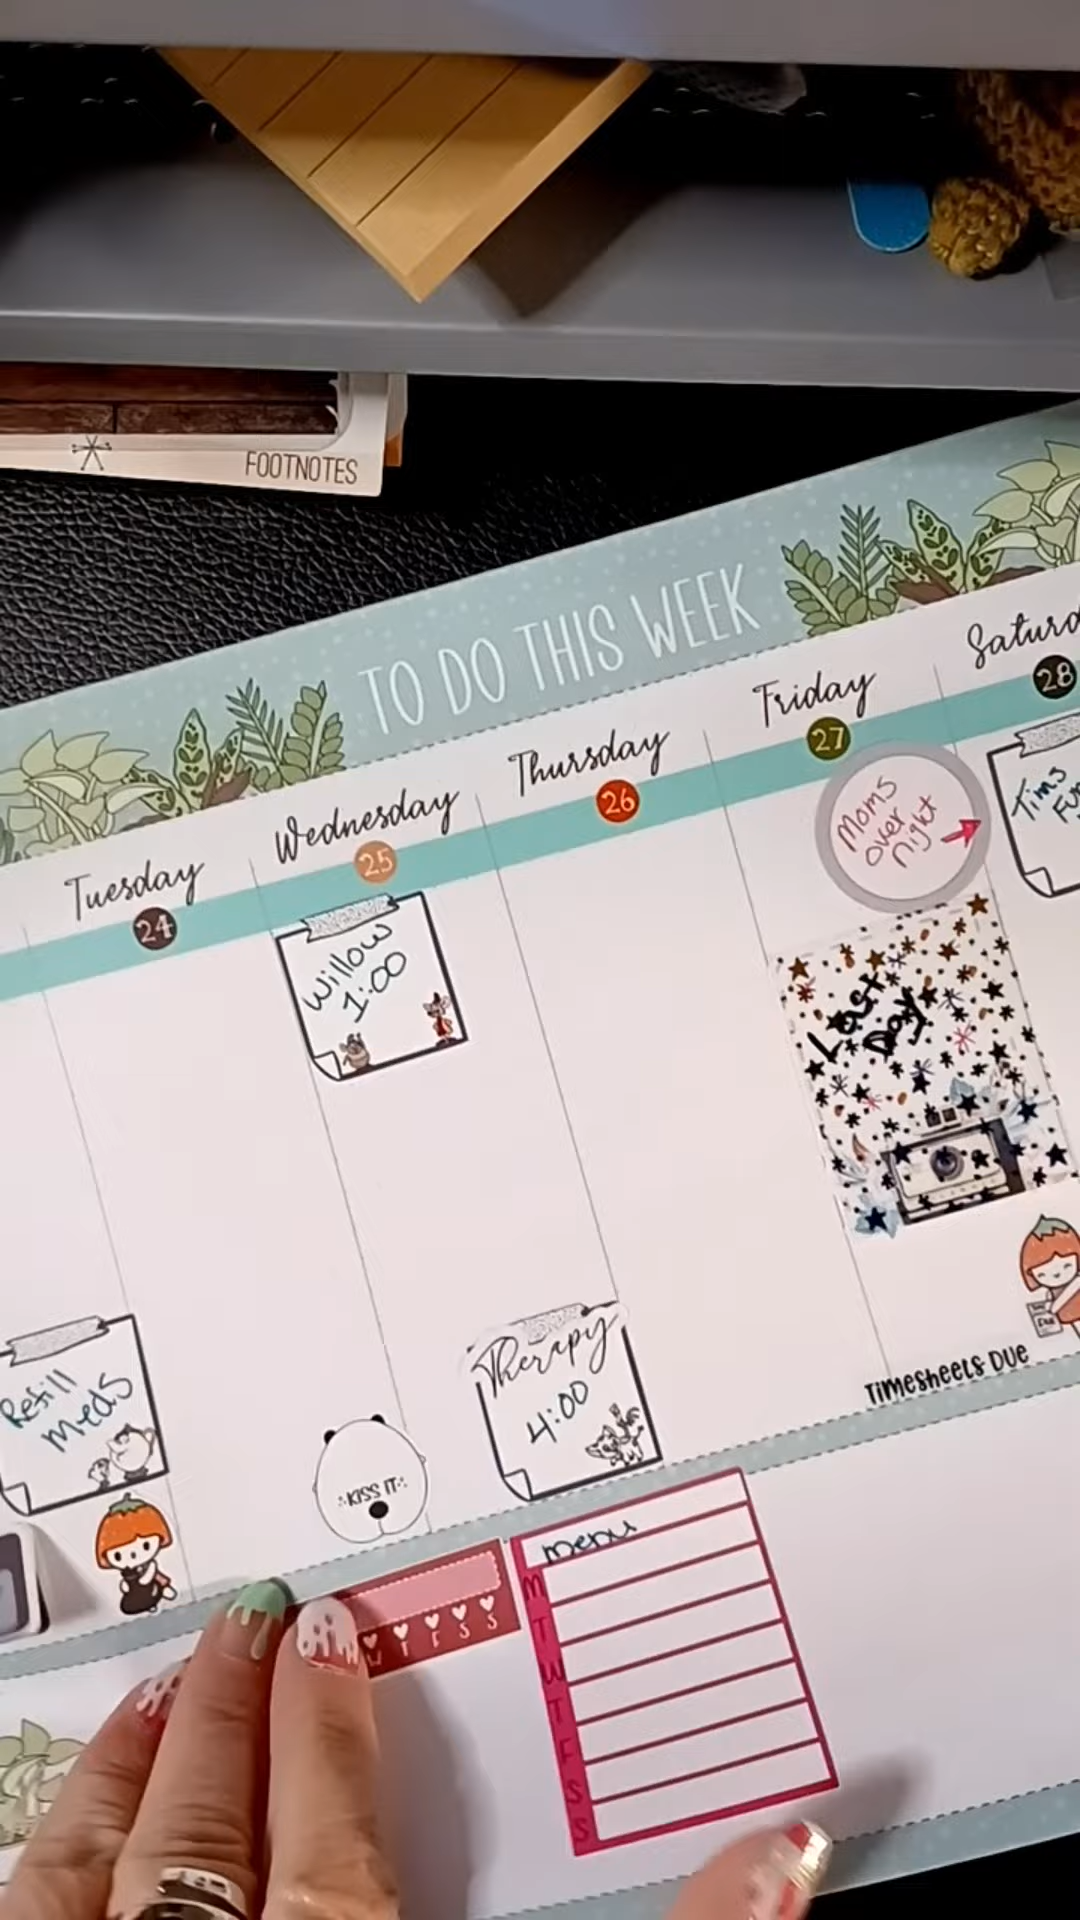 FOOTNOTES
TO DO THIS WEEK
Tuesday
24
Wednesday
25
Thursday
26
Friday
27
28
Willow
1:00
Moms
over
night
Tims
Last
Day
Refill
meds
KISS IT
Therapy
4:00
TIMESHEETS DUE
menu
M
T
W
T
F
S
S
W T F S S